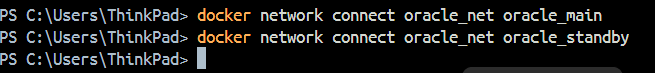 PS C:\Users\ThinkPad> docker network connect oracle_net oracle_main
PS C:\Users\ThinkPad> docker network connect oracle_net oracle_standby
PS C:\Users\ThinkPad>